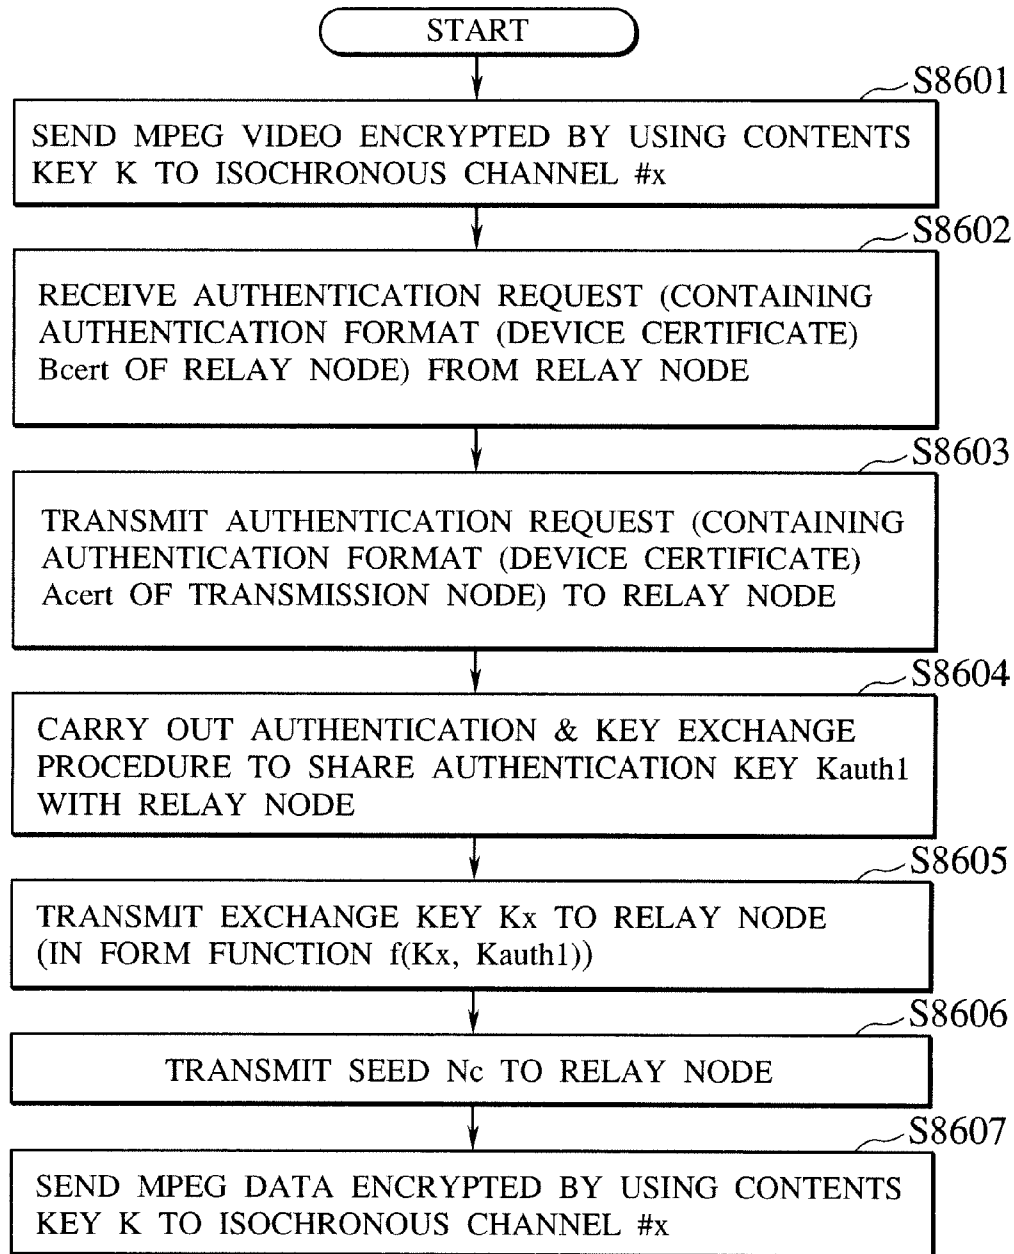 START
S8601
SEND MPEG VIDEO ENCRYPTED BY USING CONTENTS
KEY K TO ISOCHRONOUS CHANNEL #x
S8602
RECEIVE AUTHENTICATION REQUEST (CONTAINING
AUTHENTICATION FORMAT (DEVICE CERTIFICATE)
Bcert OF RELAY NODE) FROM RELAY NODE
S8603
TRANSMIT AUTHENTICATION REQUEST (CONTAINING
AUTHENTICATION FORMAT (DEVICE CERTIFICATE)
Acert OF TRANSMISSION NODE) TO RELAY NODE
S8604
CARRY OUT AUTHENTICATION & KEY EXCHANGE
PROCEDURE TO SHARE AUTHENTICATION KEY Kauth1
WITH RELAY NODE
S8605
TRANSMIT EXCHANGE KEY Kx TO RELAY NODE
(IN FORM FUNCTION f(Kx, Kauth1))
S8606
TRANSMIT SEED Nc TO RELAY NODE
S8607
SEND MPEG DATA ENCRYPTED BY USING CONTENTS
KEY K TO ISOCHRONOUS CHANNEL #x